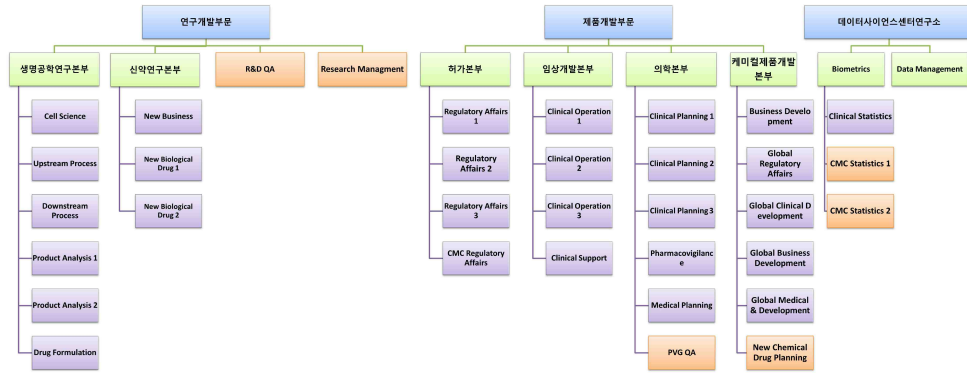 연구개발부문
제품개발부문
데이터사이언스센터연구소
생명공학연구본부
신약연구본부
R&D QA
Research Managment
허가본부
임상개발본부
의학본부
케미컬제품개발
본부
Biometrics
Data Management
Cell Science
Upstream Process
Downstream
Process
Product Analysis 1
Product Analysis 2
Drug Formulation
New Business
New Biological
Drug 1
New Biological
Drug 2
Regulatory Affairs
1
Regulatory
Affairs 2
Regulatory Affairs
3
CMC Regulatory
Affairs
Clinical Operation
1
Clinical Operation
2
Clinical Operation
3
Clinical Support
Clinical Planning 1
Clinical Planning 2
Clinical Planning 3
Pharmacovigilanc
e
Medical Planning
PVG QA
Business Develo
pment
Global
Regulatory
Affairs
Global Clinical D
evelopment
Global Business
Development
Global Medical
& Development
New Chemical
Drug Planning
Clinical Statistics
CMC Statistics 1
CMC Statistics 2